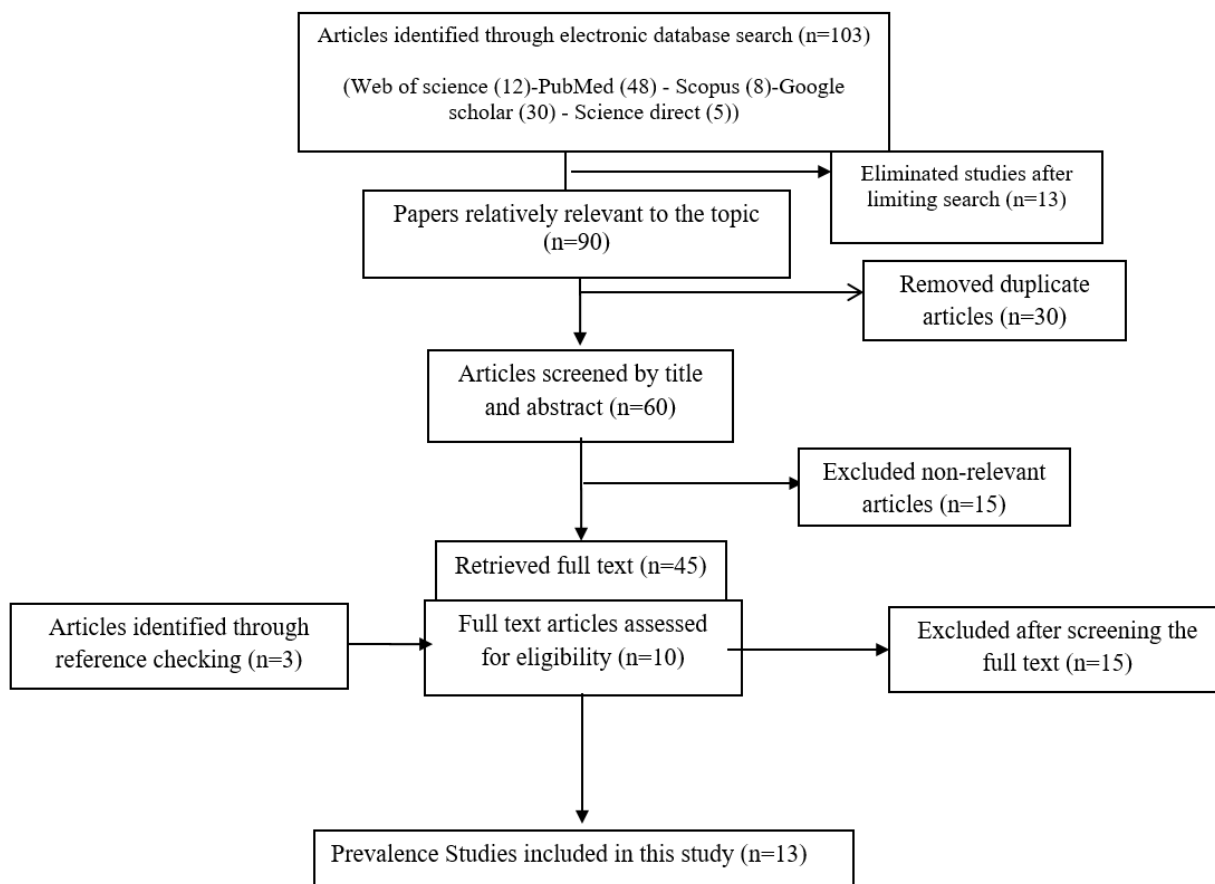 Articles identified through electronic database search (n=103)
(Web of science (12)-PubMed (48) - Scopus (8)-Google
scholar (30) - Science direct (5))
Eliminated studies after
limiting search (n=13)
Papers relatively relevant to the topic
(n=90)
Removed duplicate
articles (n=30)
Articles screened by title
and abstract (n=60)
Excluded non-relevant
articles (n=15)
Retrieved full text (n=45)
Articles identified through
reference checking (n=3)
Full text articles assessed
for eligibility (n=10)
Excluded after screening the
full text (n=15)
Prevalence Studies included in this study (n=13)